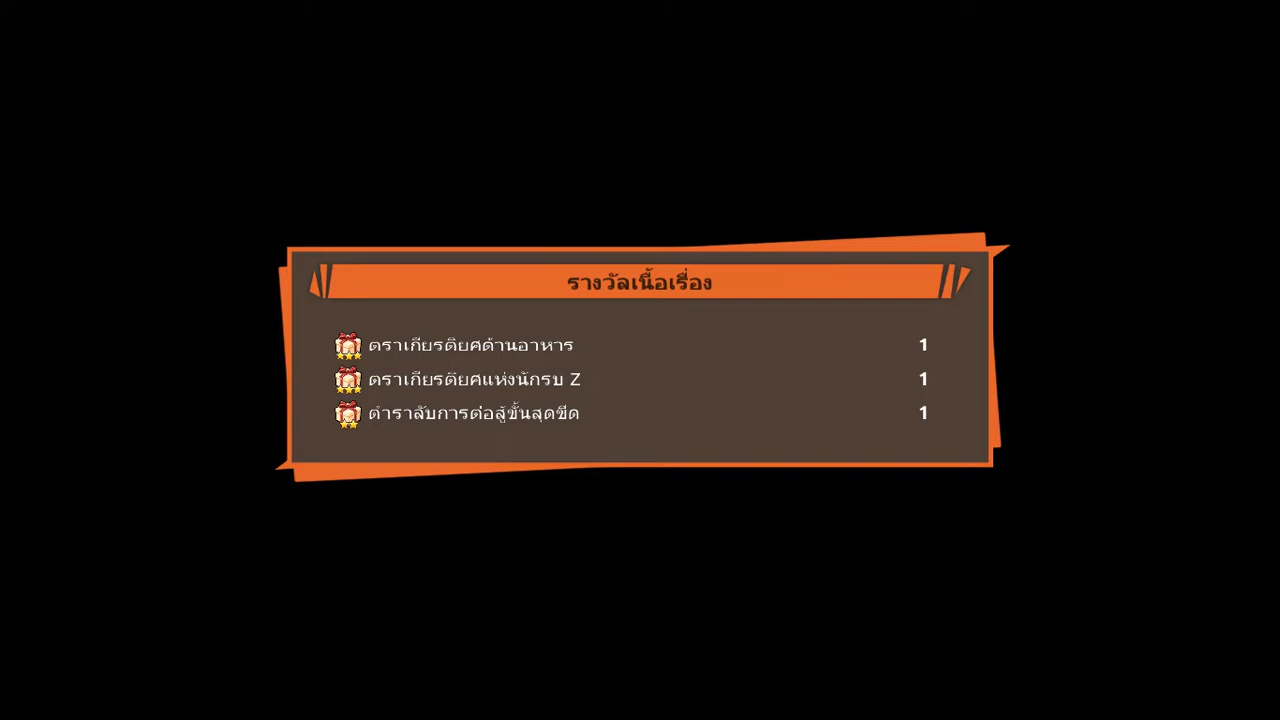 รางวัลเนื้อเรื่อง
ตราเกียรติยศด้านอาหาร 1
ตราเกียรติยศแห่งนักรบ Z 1
ตำราลับการต่อสู้ขั้นสุดขีด 1